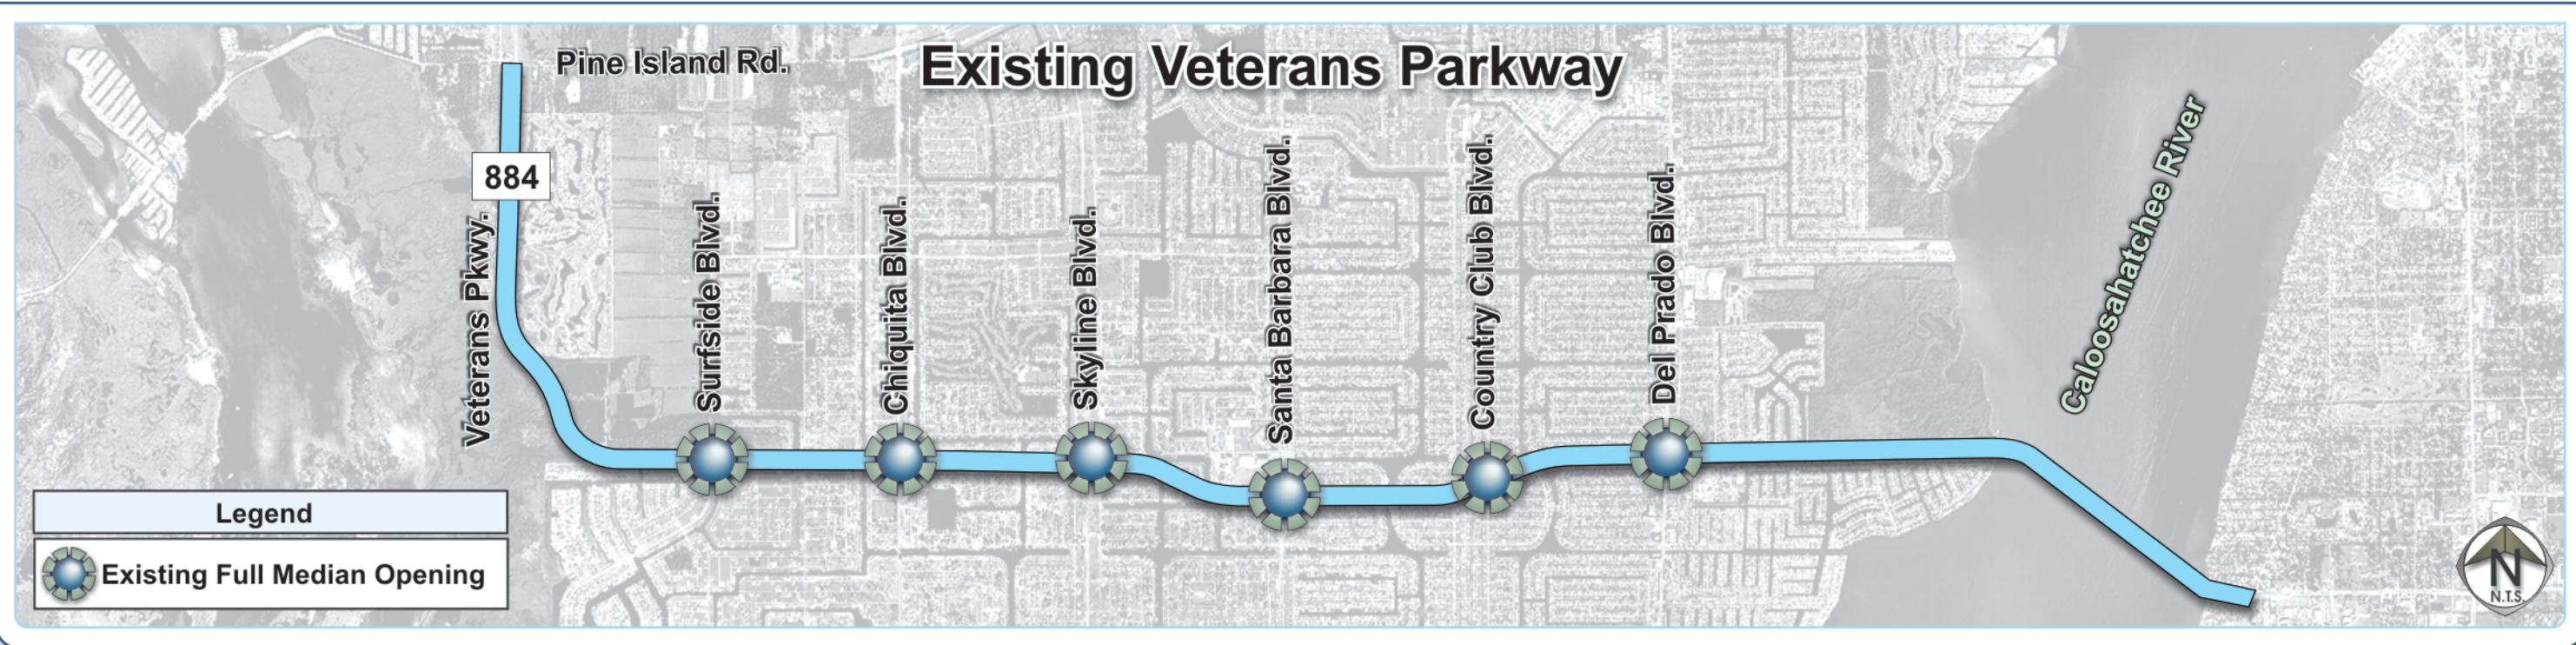 Existing Veterans Parkway
Pine Island Rd.
884
Veterans Pkwy.
Surfside Blvd.
Chiquita Blvd.
Skyline Blvd.
Santa Barbara Blvd.
Country Club Blvd.
Del Prado Blvd.
Caloosahatchee River
Legend
Existing Full Median Opening
N
N.T.S.